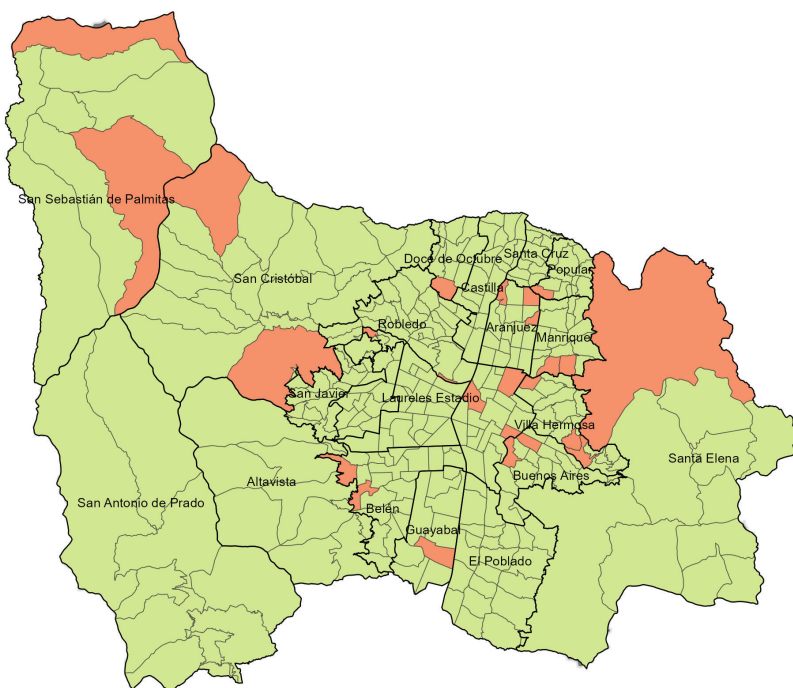 Doce de Octubre
Santa Cruz
Popular
San Sebastián de Palmitas
San Cristóbal
Castilla
Robledo
Aranjuez
Manrique
San Javier
Laureles Estadio
Villa Hermosa
Santa Elena
Buenos Aires
Altavista
San Antonio de Prado
Belén
Guayabal
El Poblado